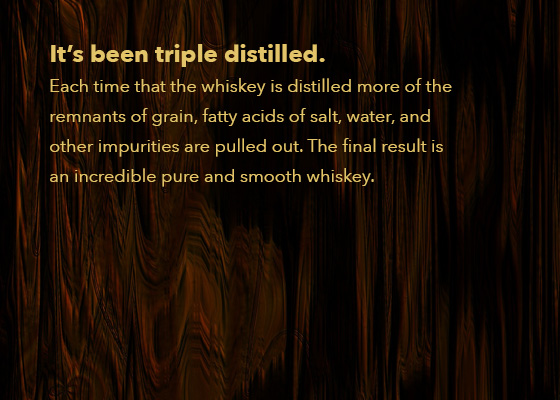 It’s been triple distilled.
Each time that the whiskey is distilled more of the
remnants of grain, fatty acids of salt, water, and
other impurities are pulled out. The final result is
an incredible pure and smooth whiskey.